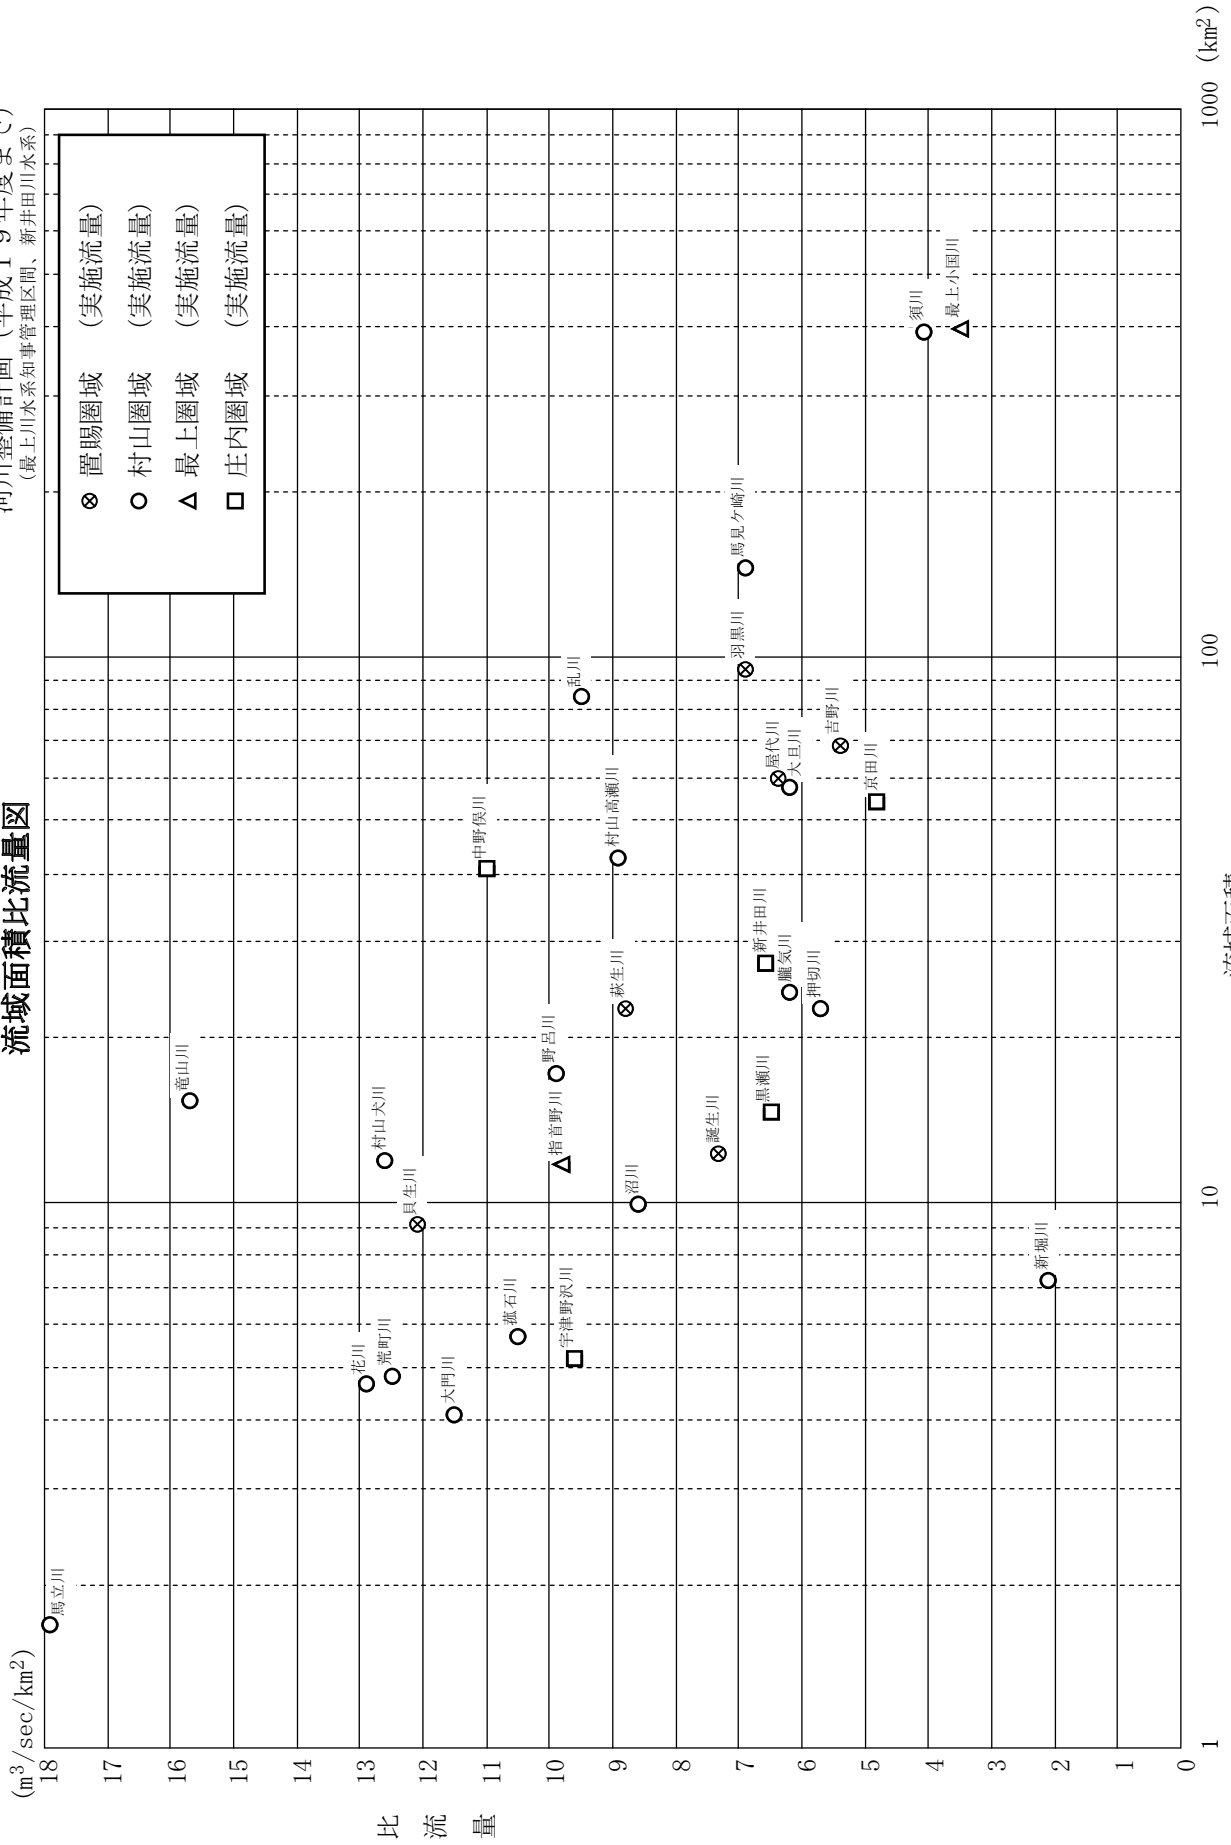 流域面積比流量図
河川整備計画（平成１９年度まで）
（最上川水系知事管理区間、新井田川水系）
置賜圏域　（実施流量）
村山圏域　（実施流量）
最上圏域　（実施流量）
庄内圏域　（実施流量）
(m³/sec/km²)
比流量
18
17
16
15
14
13
12
11
10
9
8
7
6
5
4
3
2
1
0
馬立川
竜山川
花川
荒町川
村山犬川
貝生川
大門川
中野俣川
菰石川
野呂川
指首野川
宇津野沢川
乱川
村山高瀬川
萩生川
沼川
誕生川
馬見ケ崎川
羽黒川
新井田川
黒瀬川
屋代川
大旦川
朧気川
押切川
吉野川
京田川
須川
最上小国川
新堀川
1
10
100
1000
(km²)
流域面積